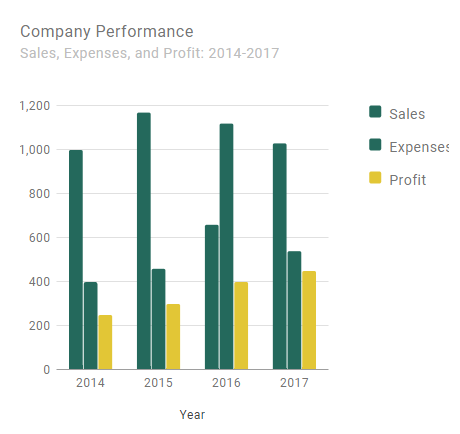 Company Performance
Sales, Expenses, and Profit: 2014-2017
1,200
1,000
800
600
400
200
0
2014 2015 2016 2017
Year
Sales
Expenses
Profit